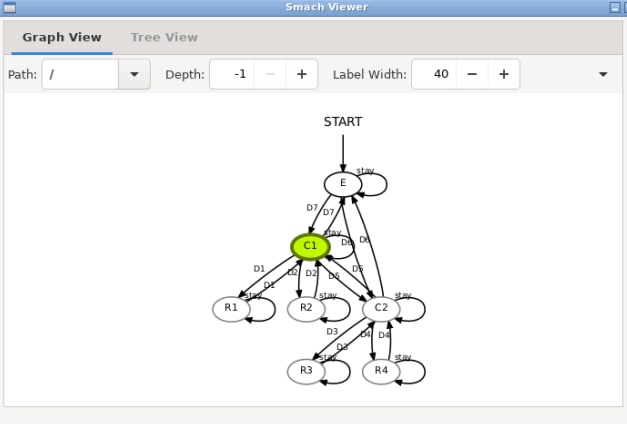 Smach Viewer
Graph View Tree View
Path: / Depth: -1 Label Width: 40
START
E stay
D7 D7
stay
C1 D6 D6
D1 D1 D2 D2 D5 D5
R1 stay R2 stay C2 stay
D3 D3 D4 D4
R3 stay R4 stay